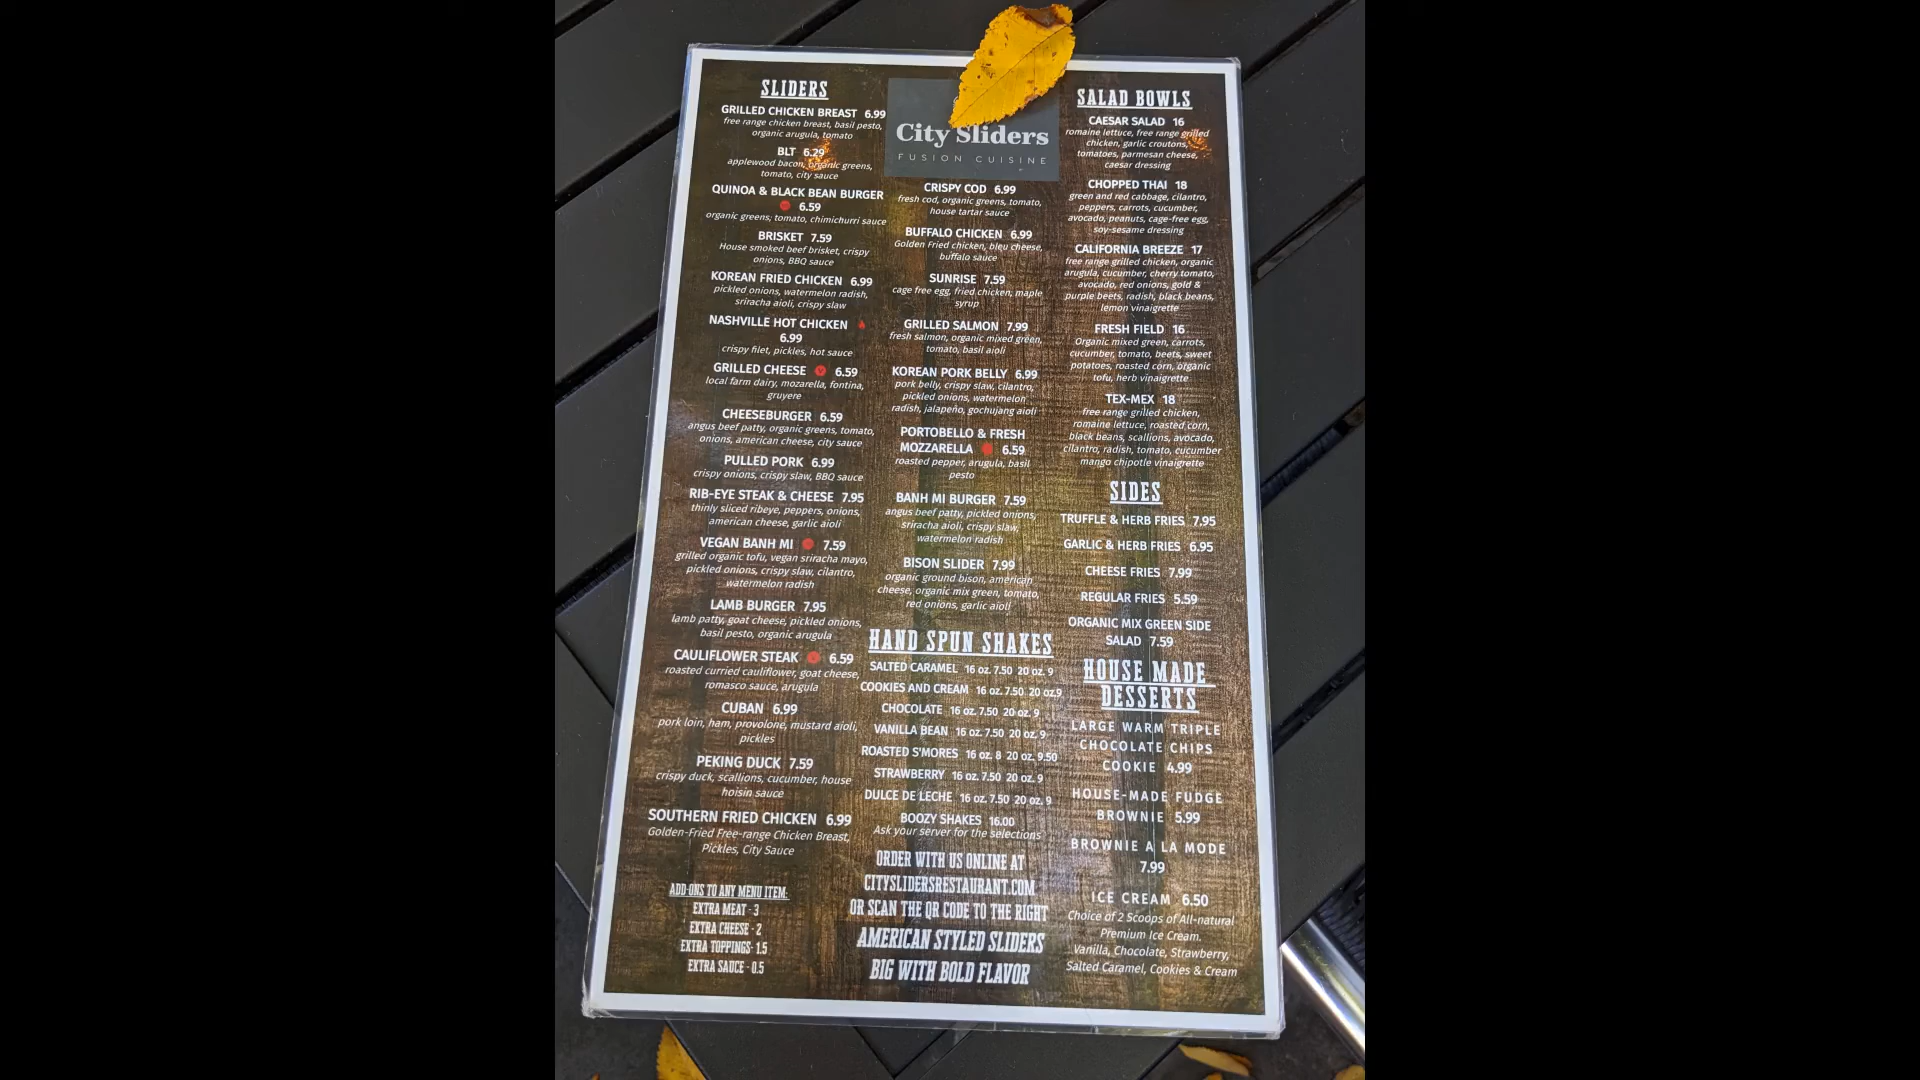 SLIDERS
GRILLED CHICKEN BREAST 6.99
free range chicken breast, basil pesto,
organic arugula, tomato
BLT 6.29
applewood bacon, organic greens,
tomato, city sauce
QUINOA & BLACK BEAN BURGER
6.59
organic greens, tomato, chimichurri sauce
BRISKET 7.59
House smoked beef brisket, crispy
onions, BBQ sauce
KOREAN FRIED CHICKEN 6.99
pickled onions, watermelon radish,
sriracha aioli, crispy slaw
NASHVILLE HOT CHICKEN
6.99
crispy filet, pickles, hot sauce
GRILLED CHEESE V 6.59
local farm dairy, mozarella, fontina,
gruyere
CHEESEBURGER 6.59
angus beef patty, organic greens, tomato,
onions, american cheese, city sauce
PULLED PORK 6.99
crispy onions, crispy slaw, BBQ sauce
RIB-EYE STEAK & CHEESE 7.95
thinly sliced ribeye, peppers, onions,
american cheese, garlic aioli
VEGAN BANH MI 7.59
grilled organic tofu, vegan sriracha mayo,
pickled onions, crispy slaw, cilantro,
watermelon radish
LAMB BURGER 7.95
lamb patty, goat cheese, pickled onions,
basil pesto, organic arugula
CAULIFLOWER STEAK 6.59
roasted curried cauliflower, goat cheese,
romasco sauce, arugula
CUBAN 6.99
pork loin, ham, provolone, mustard aioli,
pickles
PEKING DUCK 7.59
crispy duck, scallions, cucumber, house
hoisin sauce
SOUTHERN FRIED CHICKEN 6.99
Golden-Fried Free-range Chicken Breast,
Pickles, City Sauce
ADD-ONS TO ANY MENU ITEM:
EXTRA MEAT - 3
EXTRA CHEESE - 2
EXTRA TOPPINGS- 1.5
EXTRA SAUCE - 0.5
City Sliders
FUSION CUISINE
CRISPY COD 6.99
fresh cod, organic greens, tomato,
house tartar sauce
BUFFALO CHICKEN 6.99
Golden Fried chicken, bleu cheese,
buffalo sauce
SUNRISE 7.59
cage free egg, fried chicken, maple
syrup
GRILLED SALMON 7.99
fresh salmon, organic mixed green,
tomato, basil aioli
KOREAN PORK BELLY 6.99
pork belly, crispy slaw, cilantro,
pickled onions, watermelon
radish, jalapeño, gochujang aioli
PORTOBELLO & FRESH
MOZZARELLA 6.59
roasted pepper, arugula, basil
pesto
BANH MI BURGER 7.59
angus beef patty, pickled onions,
sriracha aioli, crispy slaw,
watermelon radish
BISON SLIDER 7.99
organic ground bison, american
cheese, organic mix green, tomato,
red onions, garlic aioli
HAND SPUN SHAKES
SALTED CARAMEL 16 oz. 7.50 20 oz. 9
COOKIES AND CREAM 16 oz. 7.50 20 oz.9
CHOCOLATE 16 oz. 7.50 20 oz. 9
VANILLA BEAN 16 oz. 7.50 20 oz. 9
ROASTED S'MORES 16 oz. 8 20 oz. 9.50
STRAWBERRY 16 oz. 7.50 20 oz. 9
DULCE DE LECHE 16 oz. 7.50 20 oz. 9
BOOZY SHAKES 16.00
Ask your server for the selections
ORDER WITH US ONLINE AT
CITYSLIDERSRESTAURANT.COM
OR SCAN THE QR CODE TO THE RIGHT
AMERICAN STYLED SLIDERS
BIG WITH BOLD FLAVOR
SALAD BOWLS
CAESAR SALAD 16
romaine lettuce, free range grilled
chicken, garlic croutons,
tomatoes, parmesan cheese,
caesar dressing
CHOPPED THAI 18
green and red cabbage, cilantro,
peppers, carrots, cucumber,
avocado, peanuts, cage-free egg,
soy-sesame dressing
CALIFORNIA BREEZE 17
free range grilled chicken, organic
arugula, cucumber, cherry tomato,
avocado, red onions, gold &
purple beets, radish, black beans,
lemon vinaigrette
FRESH FIELD 16
Organic mixed green, carrots,
cucumber, tomato, beets, sweet
potatoes, roasted corn, organic
tofu, herb vinaigrette
TEX-MEX 18
free range grilled chicken,
romaine lettuce, roasted corn,
black beans, scallions, avocado,
cilantro, radish, tomato, cucumber
mango chipotle vinaigrette
SIDES
TRUFFLE & HERB FRIES 7.95
GARLIC & HERB FRIES 6.95
CHEESE FRIES 7.99
REGULAR FRIES 5.59
ORGANIC MIX GREEN SIDE
SALAD 7.59
HOUSE MADE
DESSERTS
LARGE WARM TRIPLE
CHOCOLATE CHIPS
COOKIE 4.99
HOUSE-MADE FUDGE
BROWNIE 5.99
BROWNIE A LA MODE
7.99
ICE CREAM 6.50
Choice of 2 Scoops of All-natural
Premium Ice Cream.
Vanilla, Chocolate, Strawberry,
Salted Caramel, Cookies & Cream